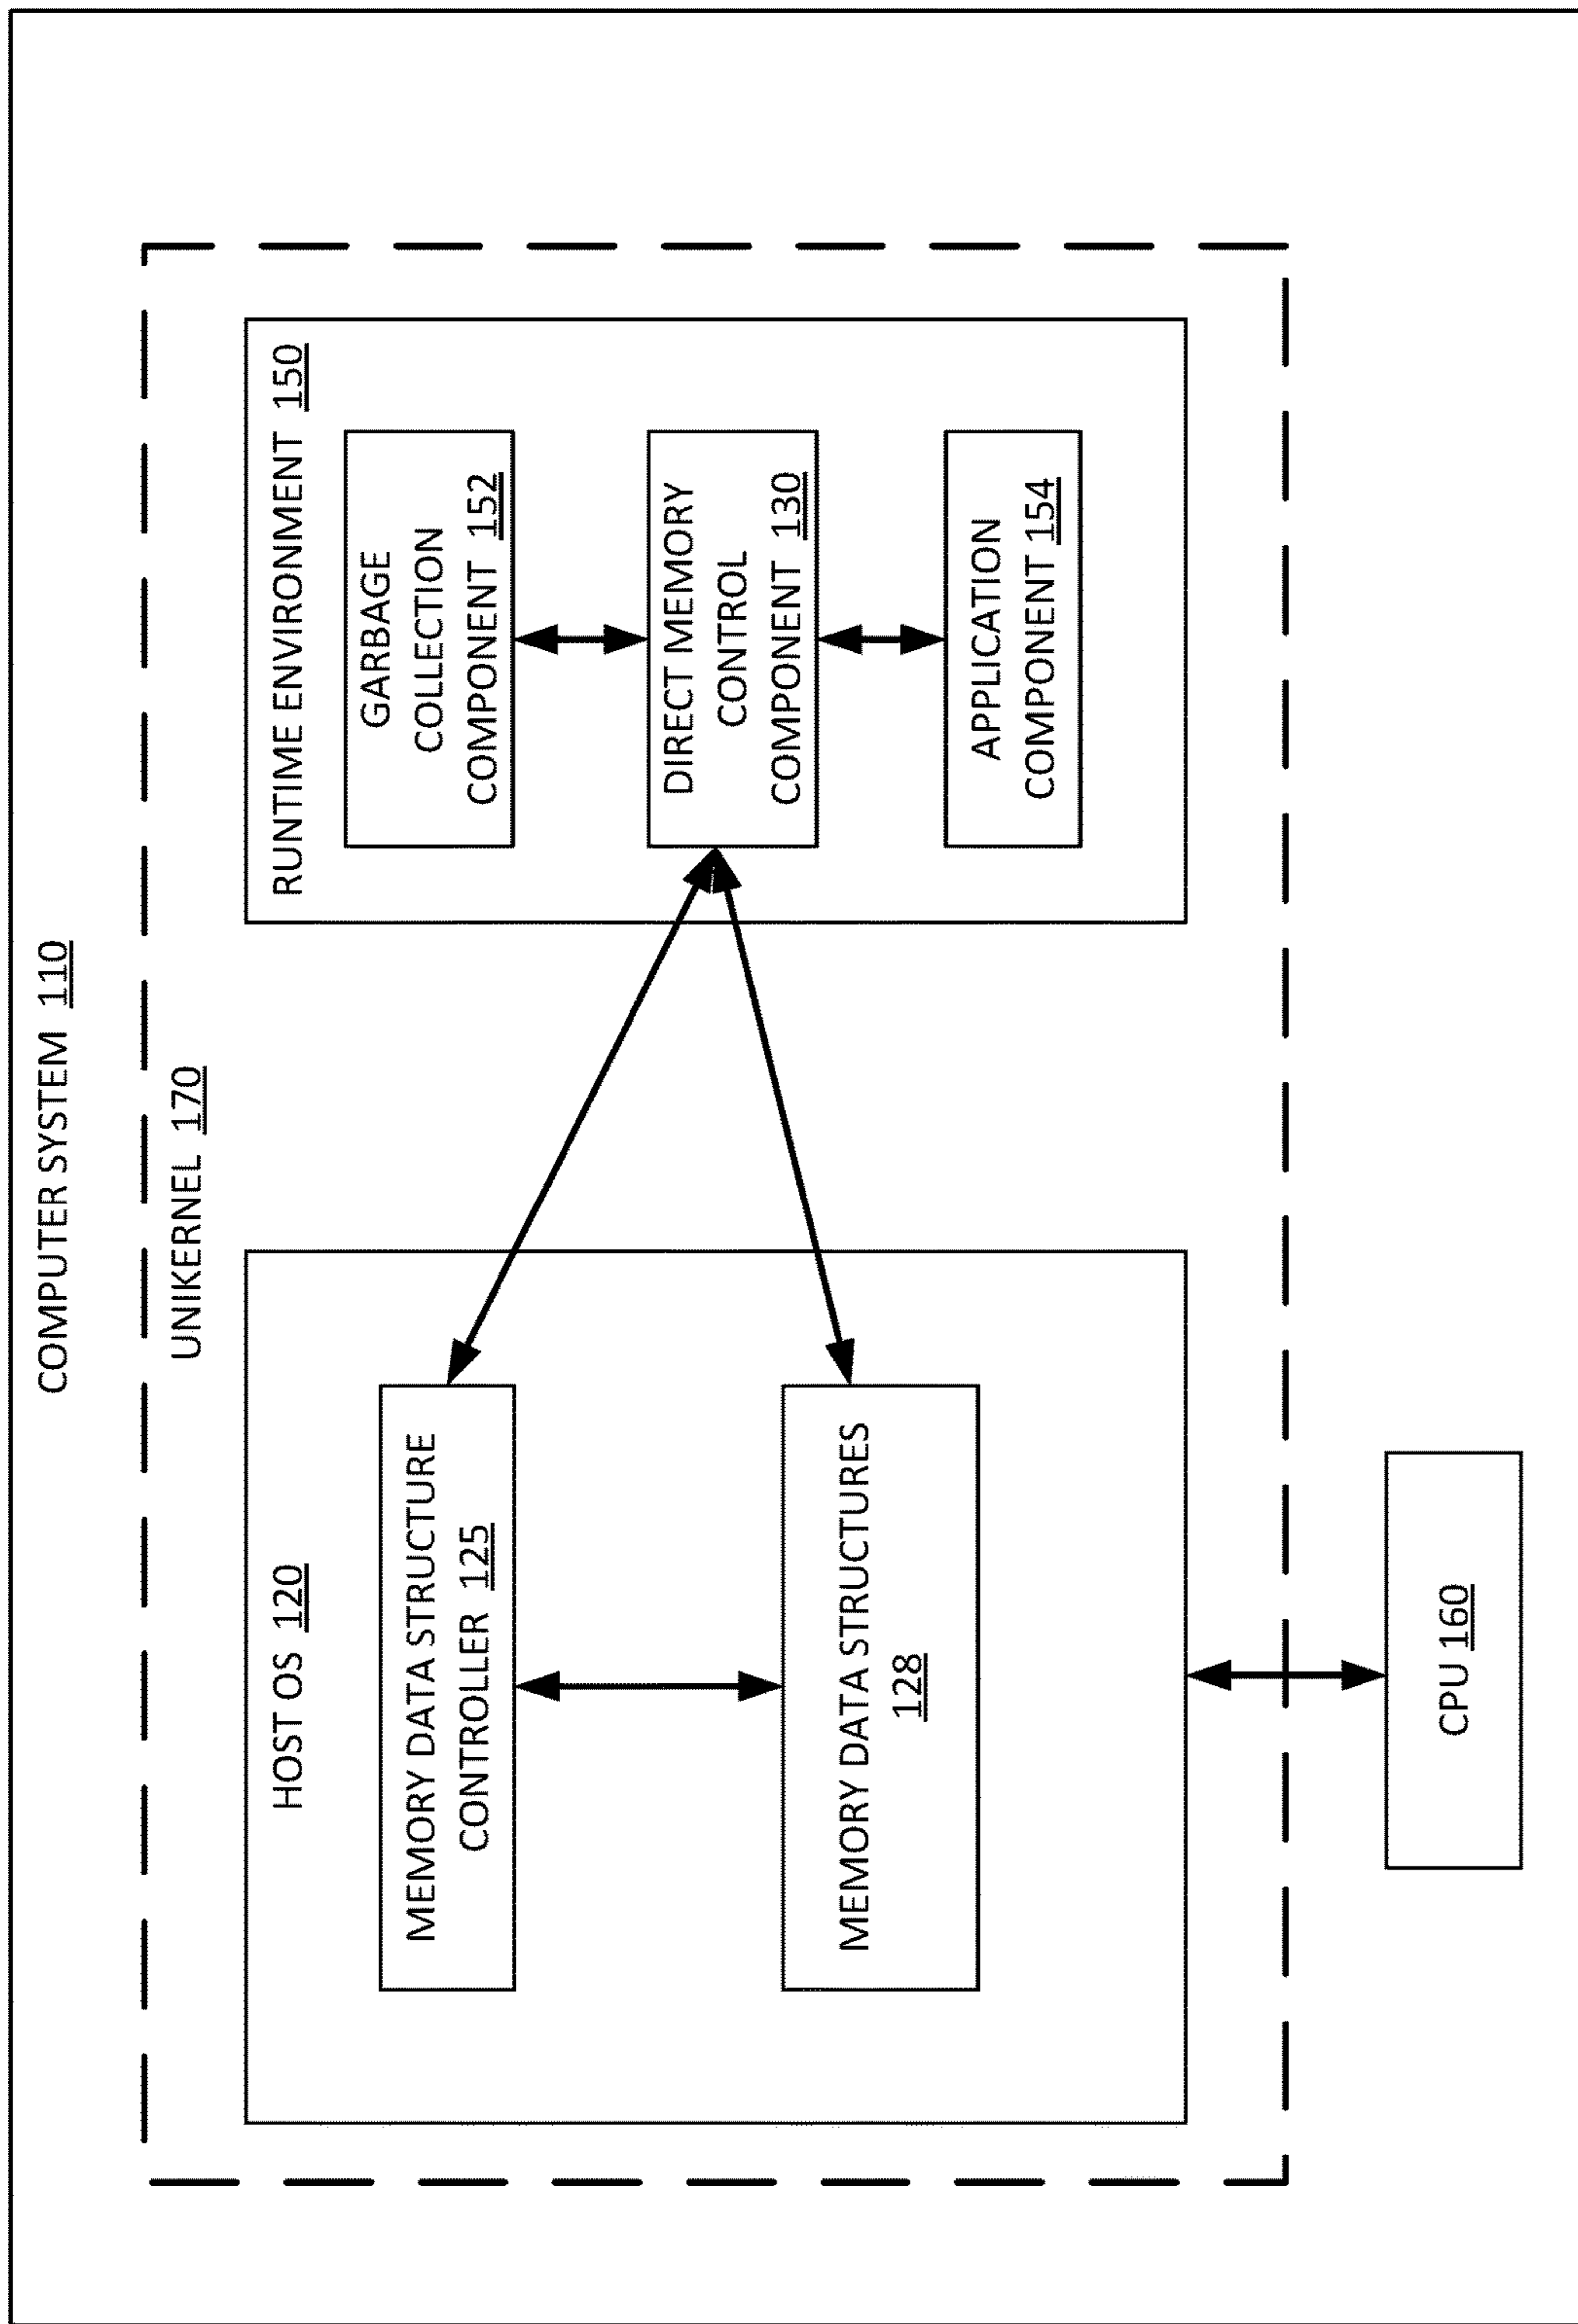 COMPUTER SYSTEM 110
UNIKERNEL 170
HOST OS 120
MEMORY DATA STRUCTURE
CONTROLLER 125
MEMORY DATA STRUCTURES
128
RUNTIME ENVIRONMENT 150
GARBAGE
COLLECTION
COMPONENT 152
DIRECT MEMORY
CONTROL
COMPONENT 130
APPLICATION
COMPONENT 154
CPU 160